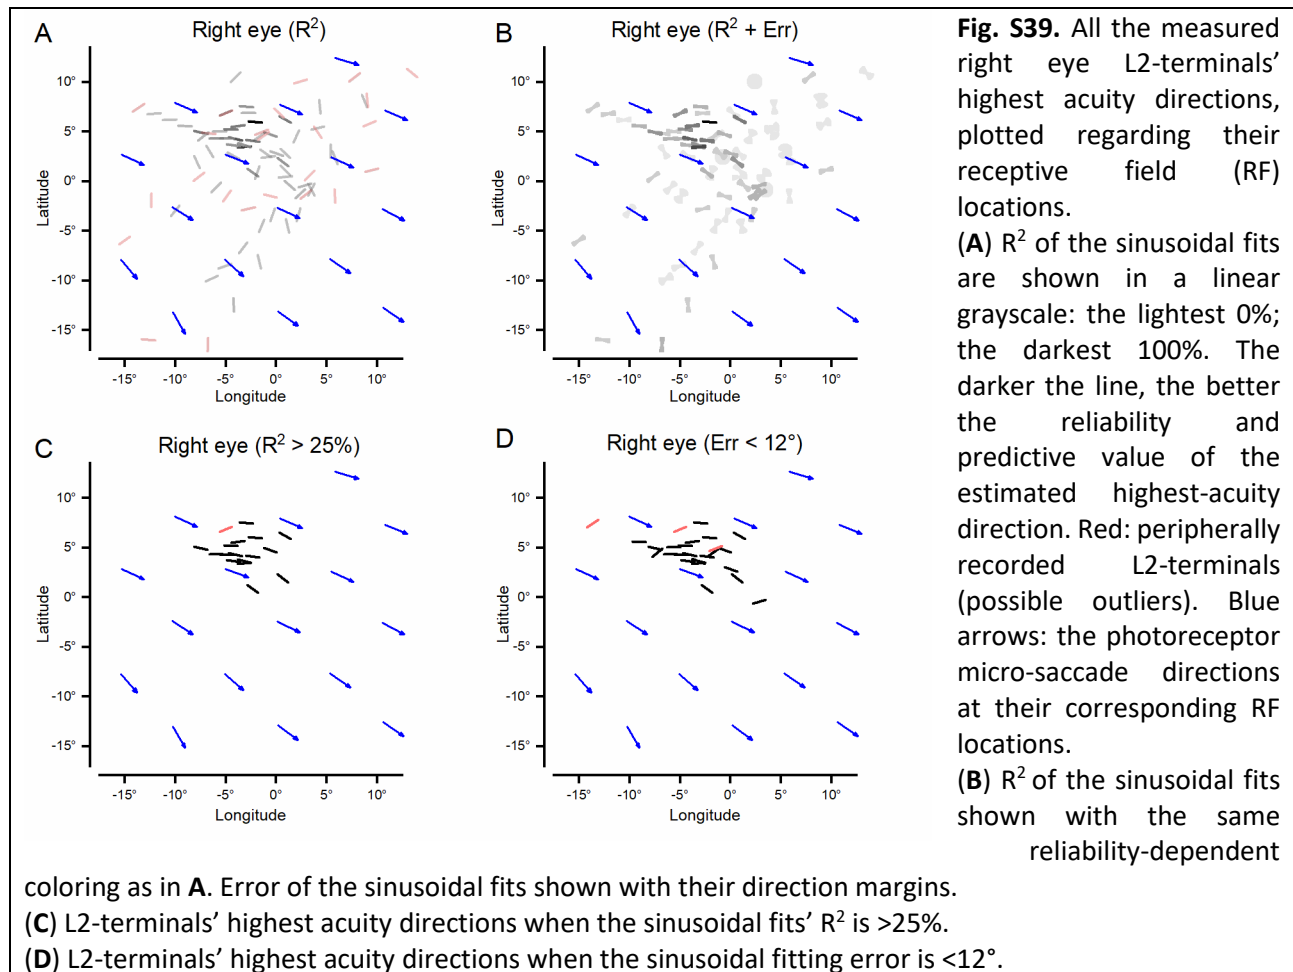 A
Right eye (R² )
10°
5°
0°
-5°
-10°
-15°
Latitude
-15°
-10°
-5°
0°
5°
10°
Longitude
B
Right eye (R² + Err)
10°
5°
0°
-5°
-10°
-15°
Latitude
-15°
-10°
-5°
0°
5°
10°
Longitude
C
Right eye (R² > 25%)
10°
5°
0°
-5°
-10°
-15°
Latitude
-15°
-10°
-5°
0°
5°
10°
Longitude
D
Right eye (Err < 12°)
10°
5°
0°
-5°
-10°
-15°
Latitude
-15°
-10°
-5°
0°
5°
10°
Longitude
Fig. S39. All the measured
right eye L2-terminals’
highest acuity directions,
plotted regarding their
receptive field (RF)
locations.
(A) R² of the sinusoidal fits
are shown in a linear
grayscale: the lightest 0%;
the darkest 100%. The
darker the line, the better
the reliability and
predictive value of the
estimated highest-acuity
direction. Red: peripherally
recorded L2-terminals
(possible outliers). Blue
arrows: the photoreceptor
micro-saccade directions
at their corresponding RF
locations.
(B) R² of the sinusoidal fits
shown with the same
reliability-dependent
coloring as in A. Error of the sinusoidal fits shown with their direction margins.
(C) L2-terminals’ highest acuity directions when the sinusoidal fits’ R² is >25%.
(D) L2-terminals’ highest acuity directions when the sinusoidal fitting error is <12°.